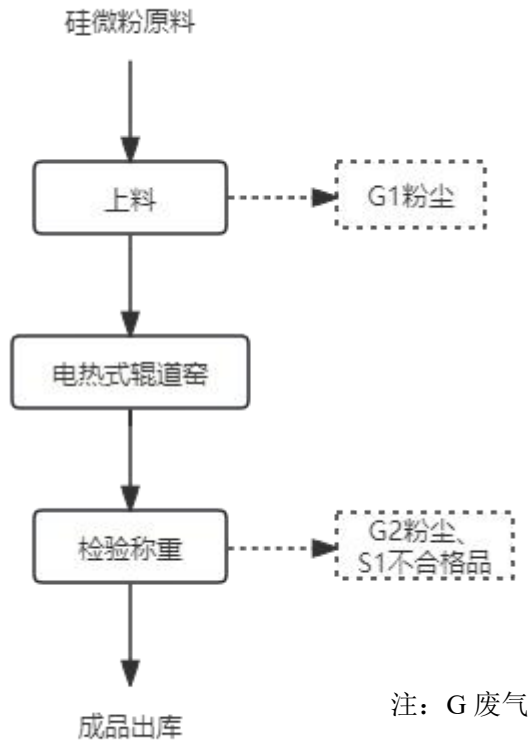 硅微粉原料
上料
G1粉尘
电热式辊道窑
检验称重
G2粉尘、
S1不合格品
成品出库
注：G 废气